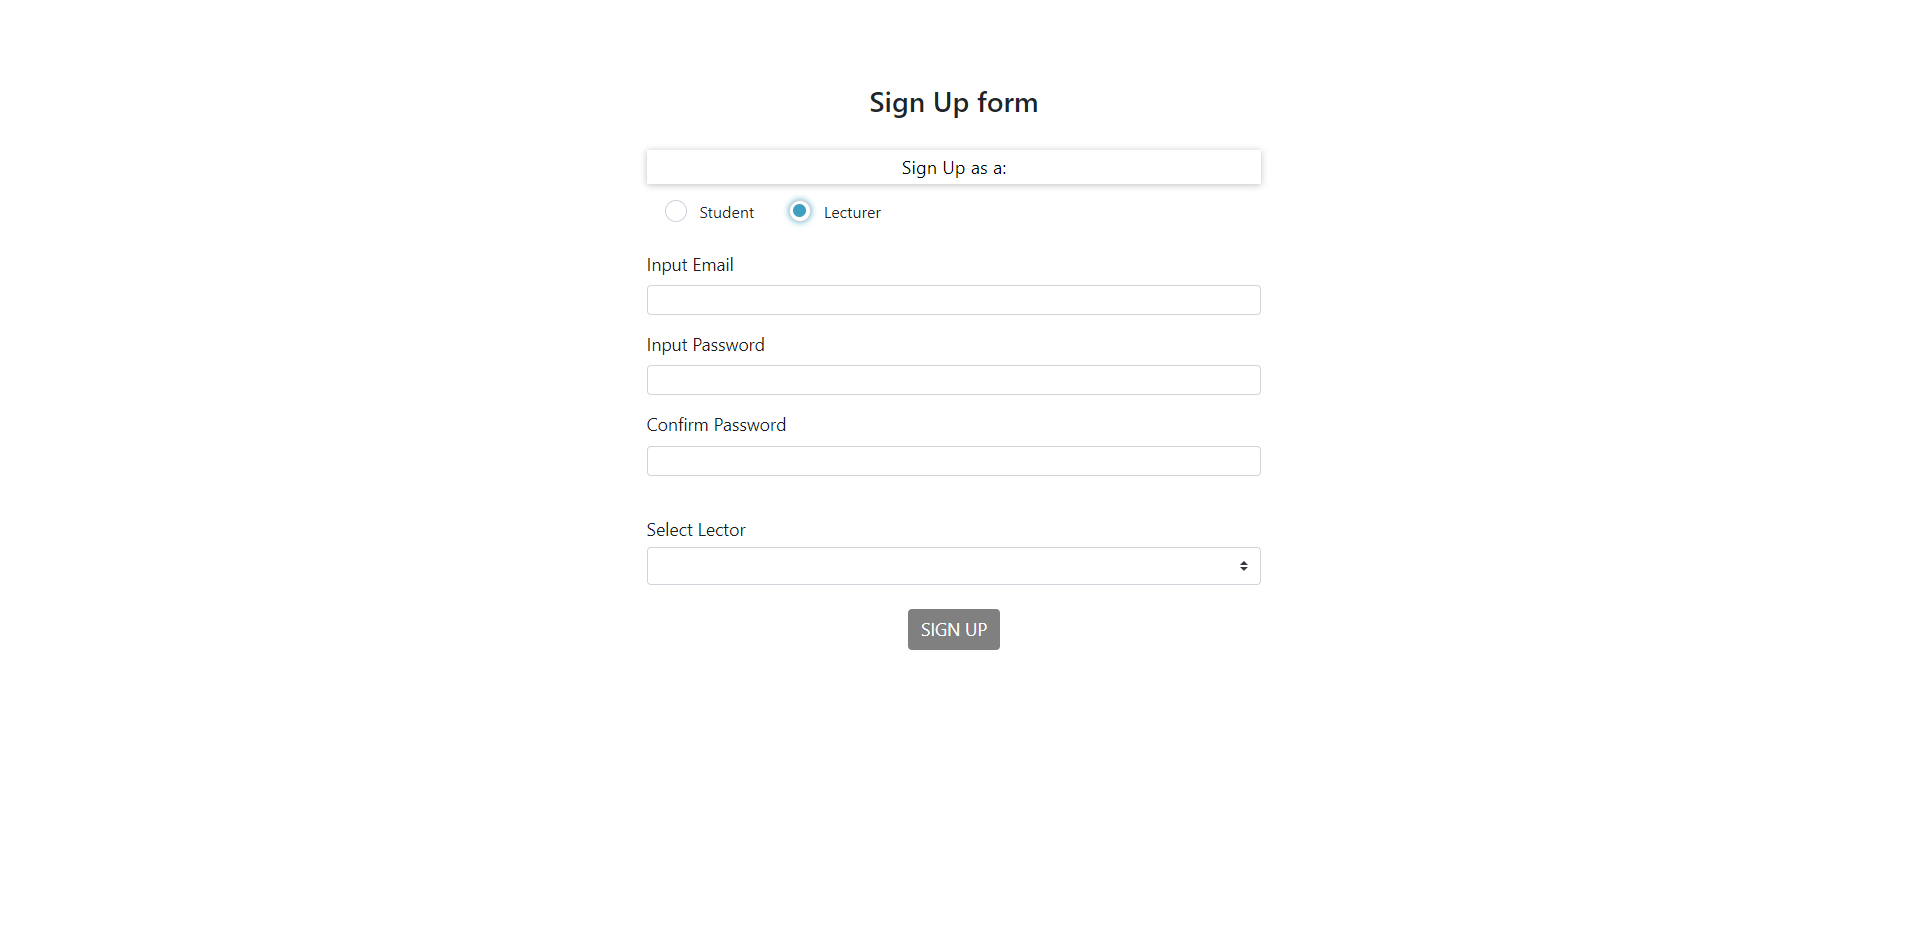 Sign Up form
Sign Up as a:
Student Lecturer
Input Email
Input Password
Confirm Password
Select Lector
SIGN UP